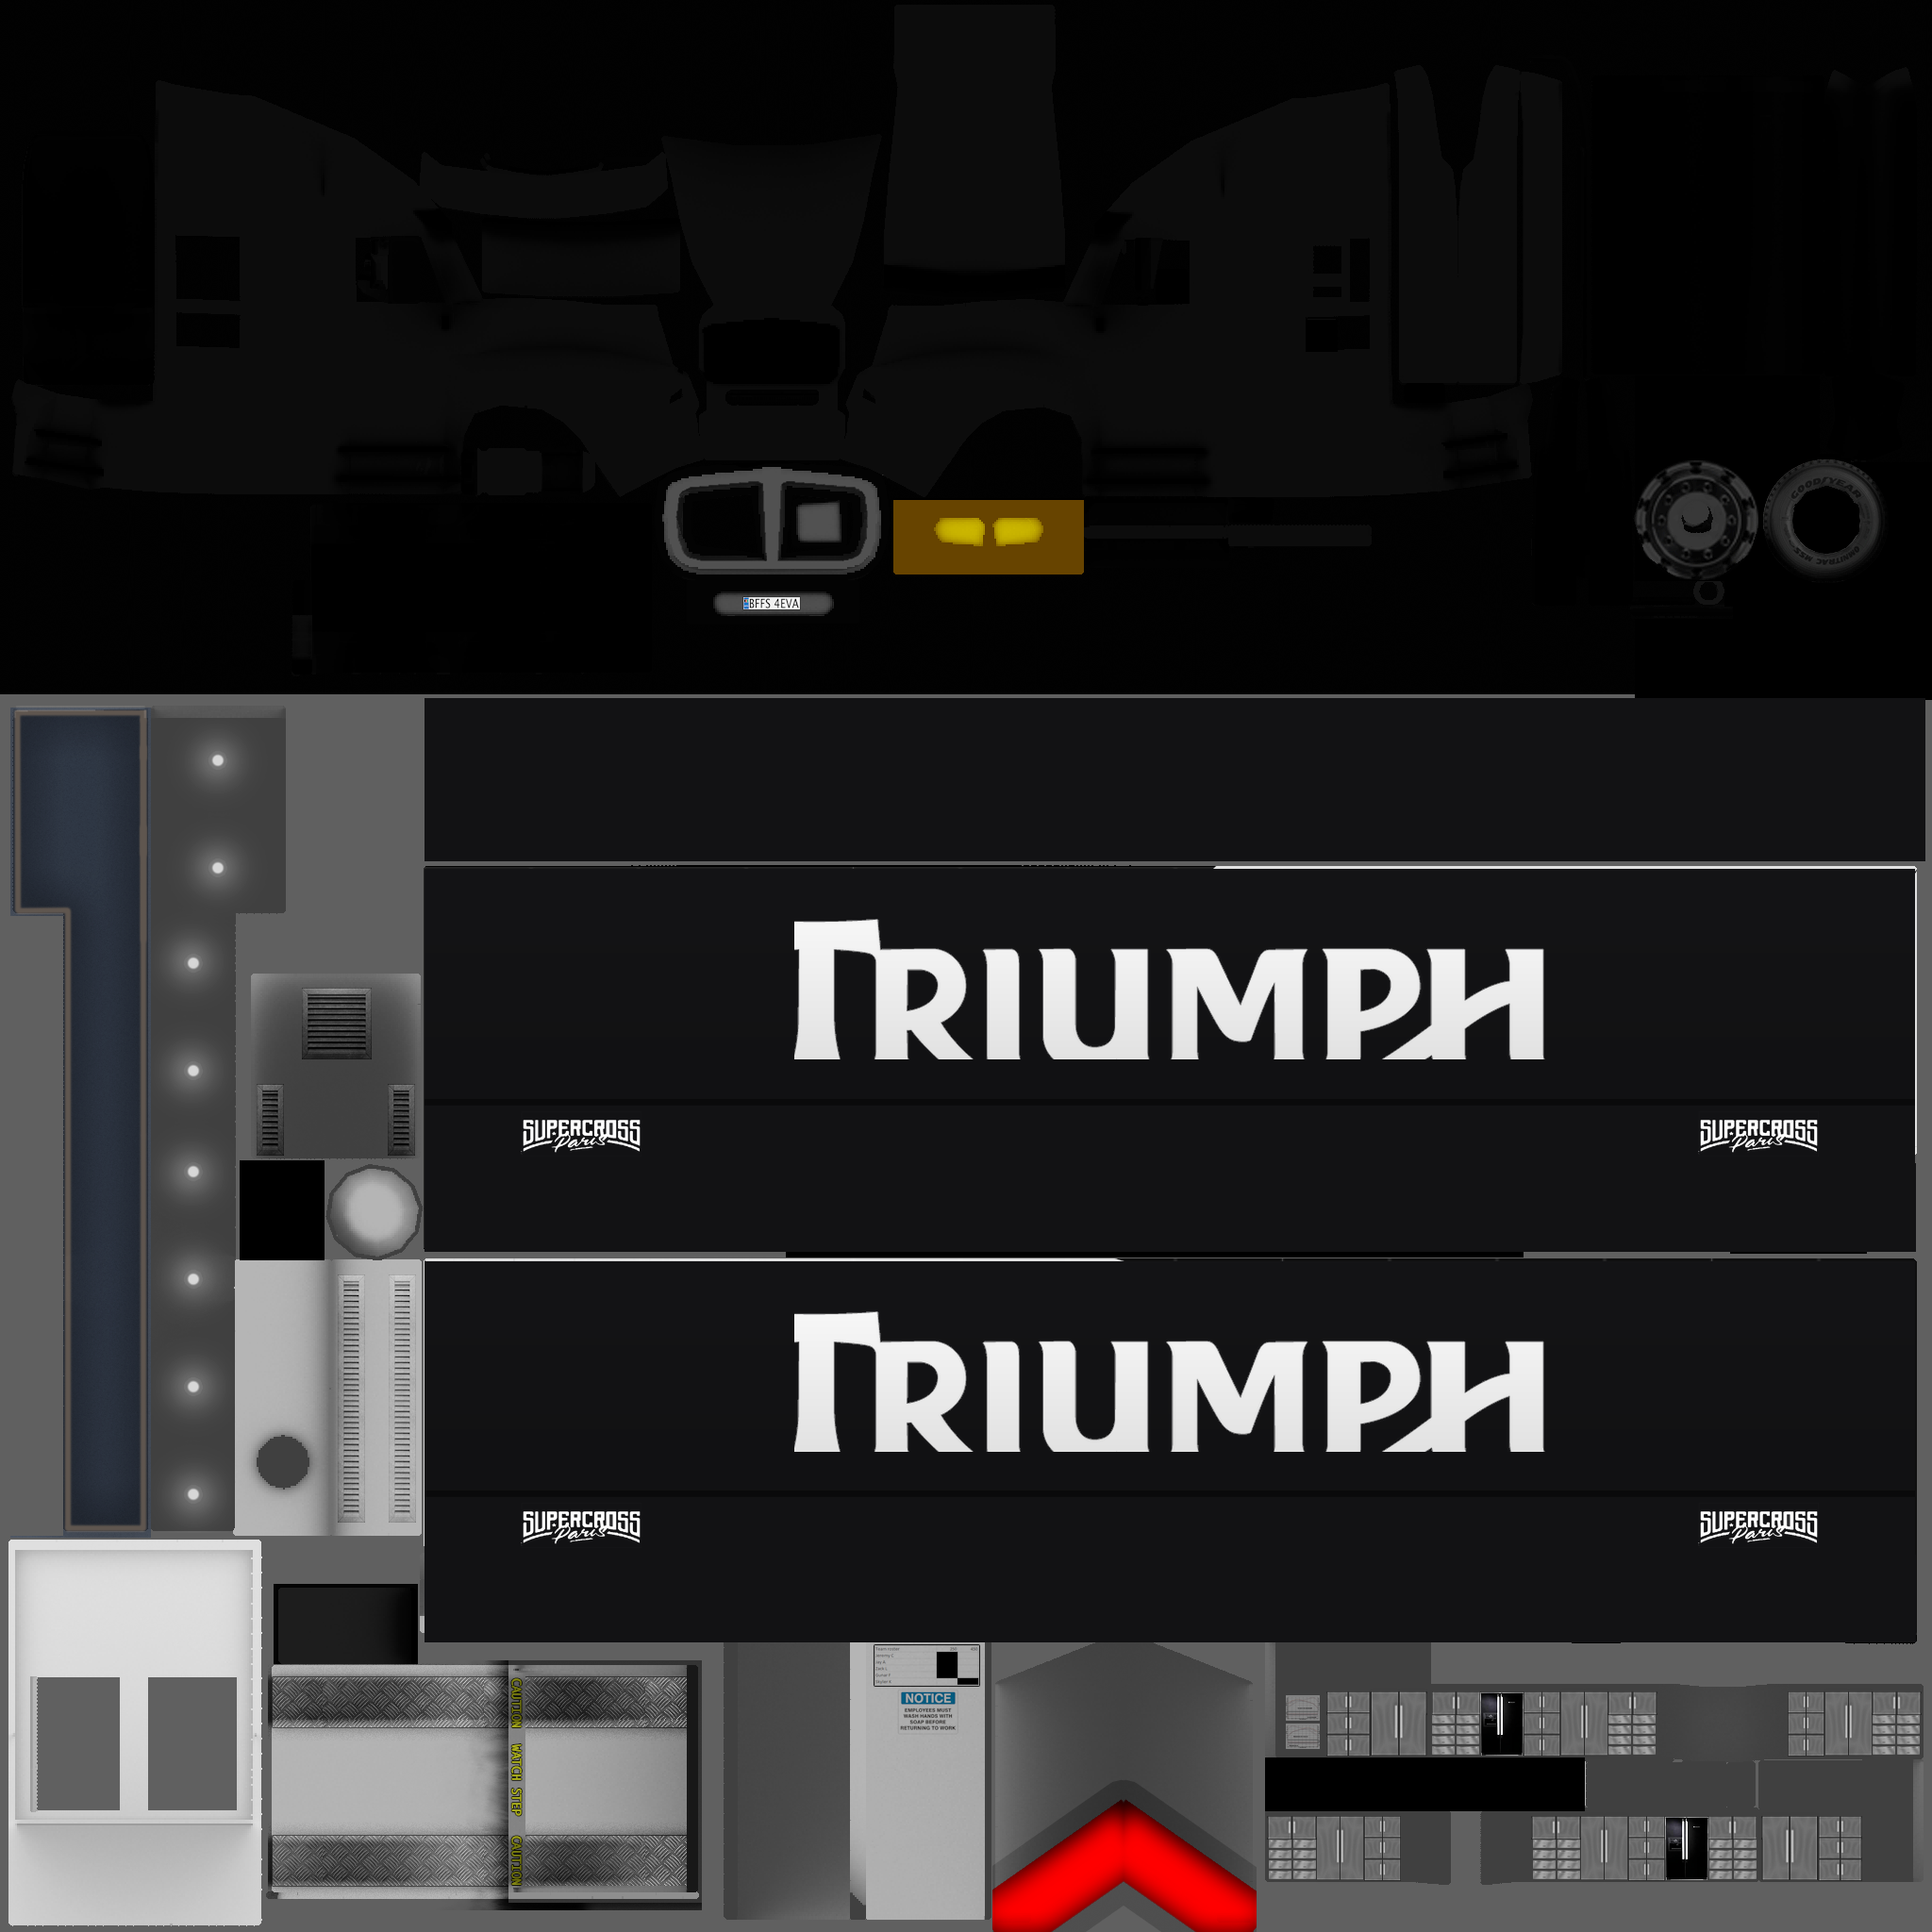 GOODYEAR
BFFS 4EVA
TRIUMPH
SUPERCROSS
Paris
SUPERCROSS
Paris
TRIUMPH
SUPERCROSS
Paris
SUPERCROSS
Paris
CAUTION WATCH STEP CAUTION
NOTICE
EMPLOYEES MUST
WASH HANDS WITH
SOAP BEFORE
RETURNING TO WORK